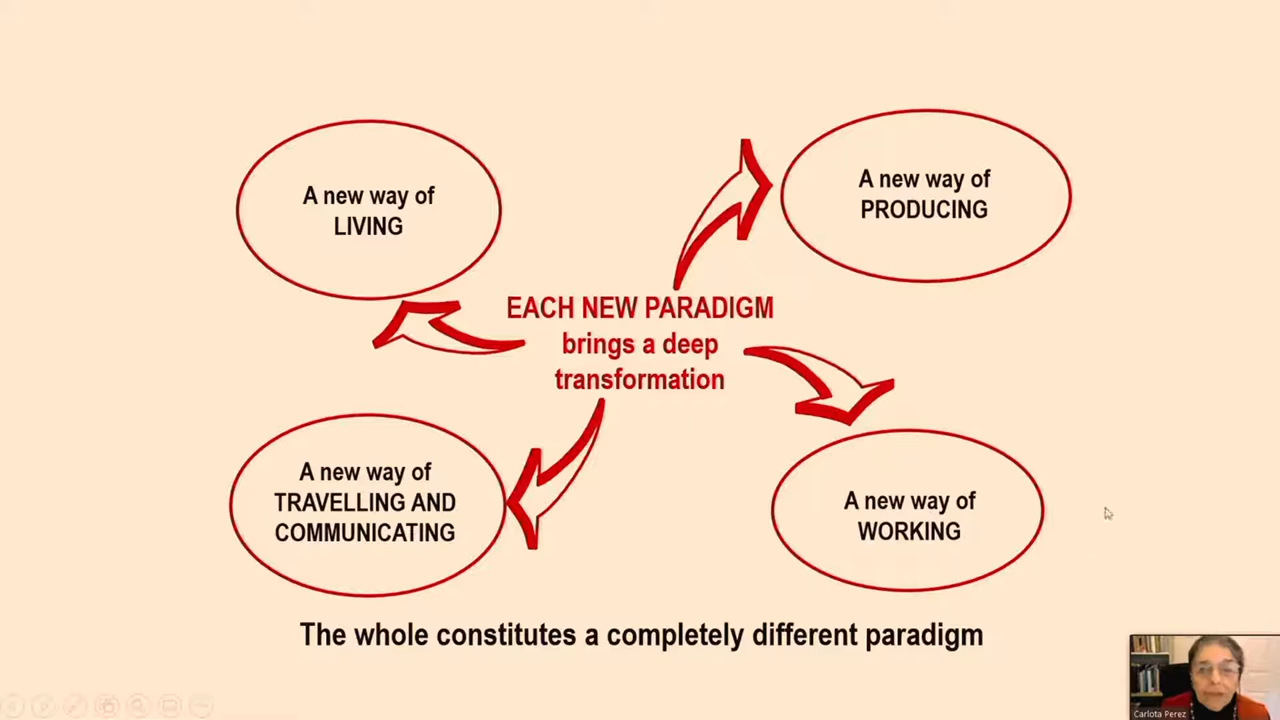 A new way of
LIVING
A new way of
PRODUCING
EACH NEW PARADIGM
brings a deep
transformation
A new way of
TRAVELLING AND
COMMUNICATING
A new way of
WORKING
The whole constitutes a completely different paradigm
Carlota Perez